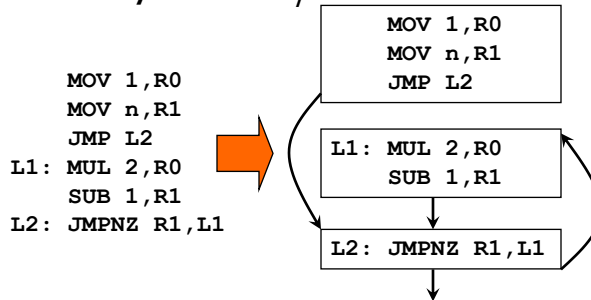 MOV 1,R0
MOV n,R1
JMP L2
L1: MUL 2,R0
SUB 1,R1
L2: JMPNZ R1,L1
MOV 1,R0
MOV n,R1
JMP L2
L1: MUL 2,R0
SUB 1,R1
L2: JMPNZ R1,L1